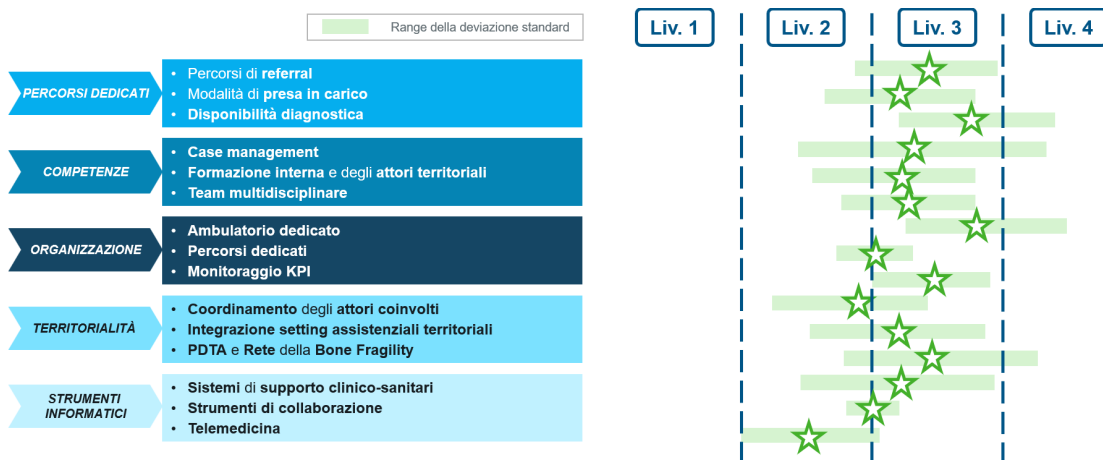 Range della deviazione standard
Liv. 1
Liv. 2
Liv. 3
Liv. 4
PERCORSI DEDICATI
• Percorsi di referral
• Modalità di presa in carico
• Disponibilità diagnostica
COMPETENZE
• Case management
• Formazione interna e degli attori territoriali
• Team multidisciplinare
ORGANIZZAZIONE
• Ambulatorio dedicato
• Percorsi dedicati
• Monitoraggio KPI
TERRITORIALITÀ
• Coordinamento degli attori coinvolti
• Integrazione setting assistenziali territoriali
• PDTA e Rete della Bone Fragility
STRUMENTI
INFORMATICI
• Sistemi di supporto clinico-sanitari
• Strumenti di collaborazione
• Telemedicina